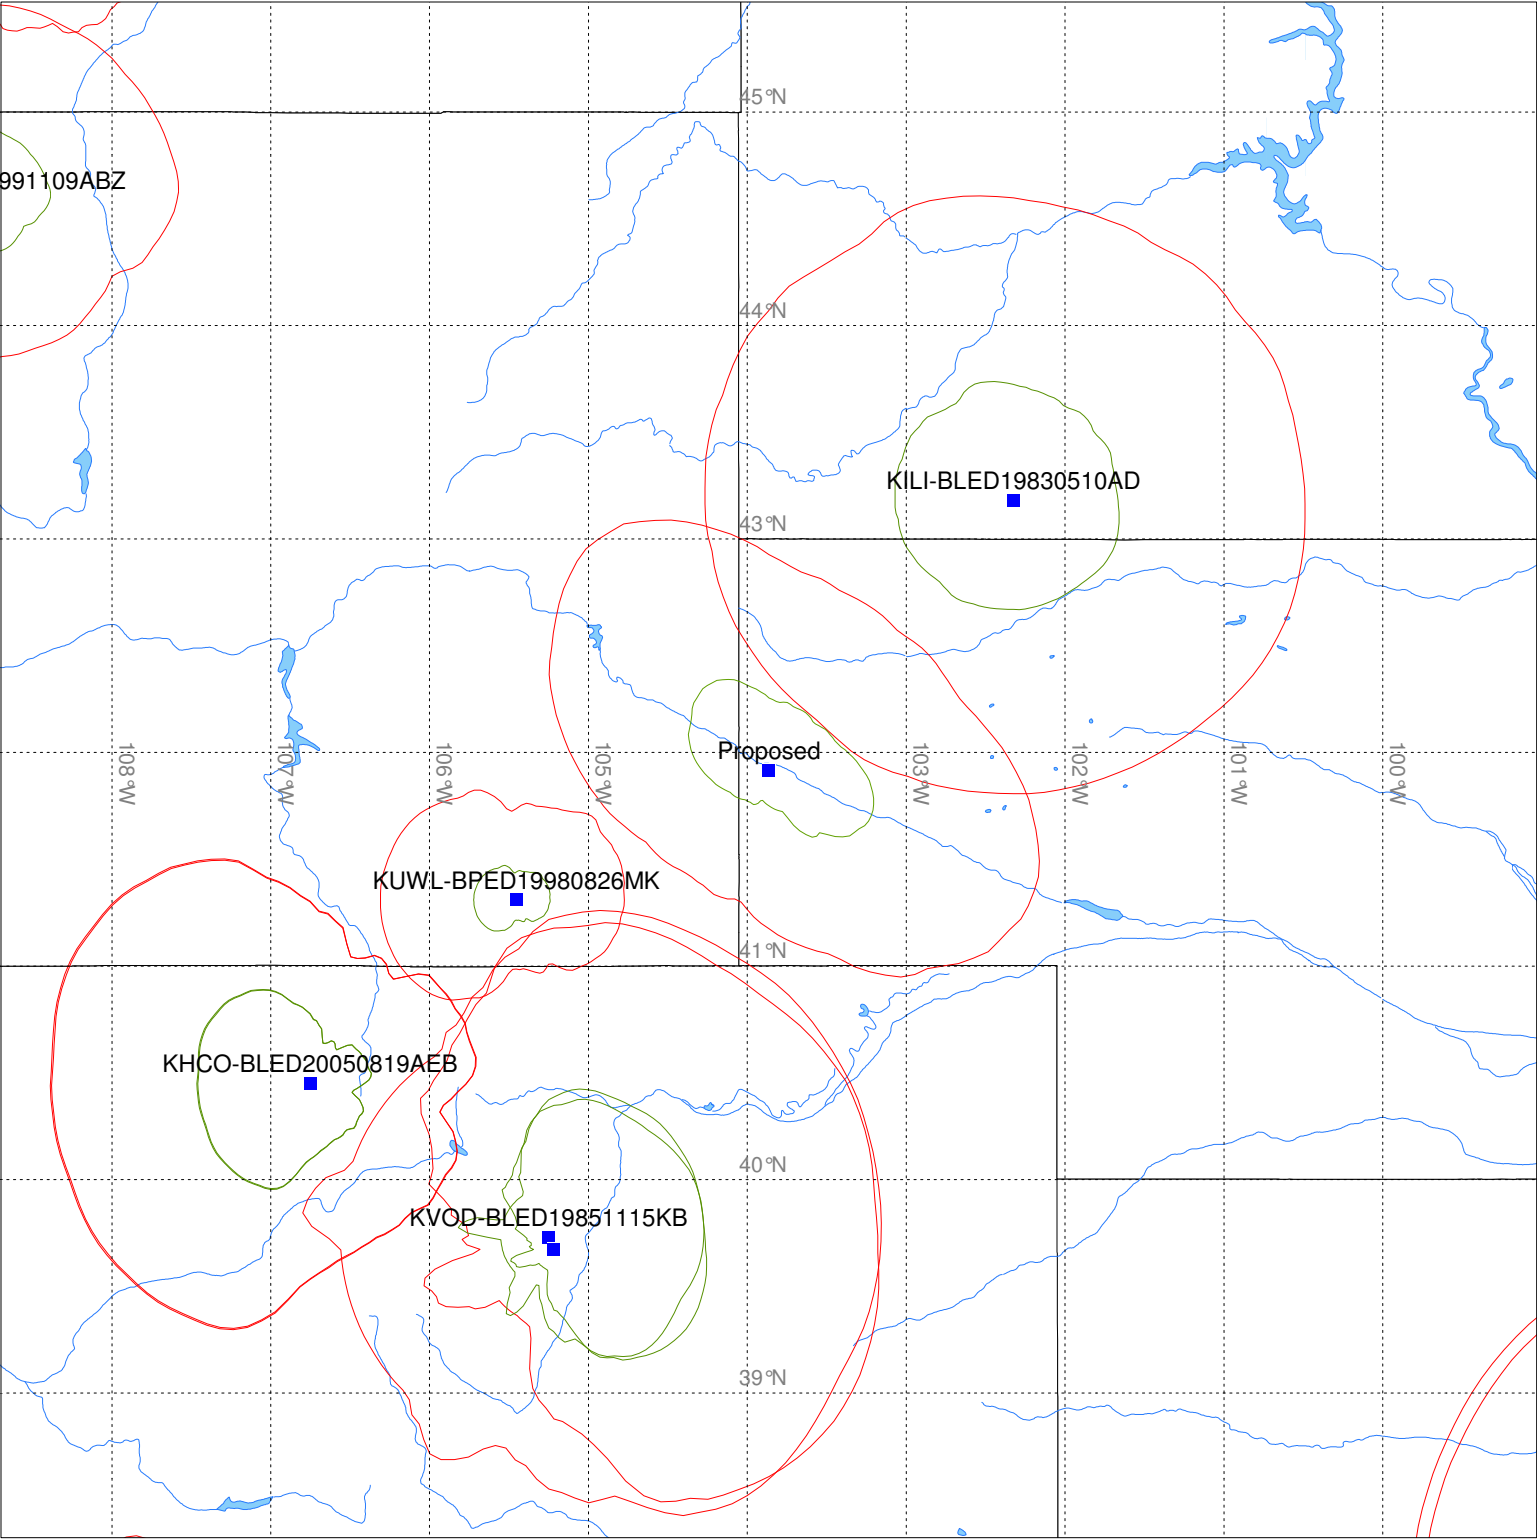 45°N
991109ABZ
44°N
KILI-BLED19830510AD
43°N
Proposed
108°W
107°W
106°W
105°W
103°W
102°W
101°W
100°W
KUWL-BPED19980826MK
41°N
KHCO-BLED20050819AEB
40°N
KVOD-BLED19851115KB
39°N